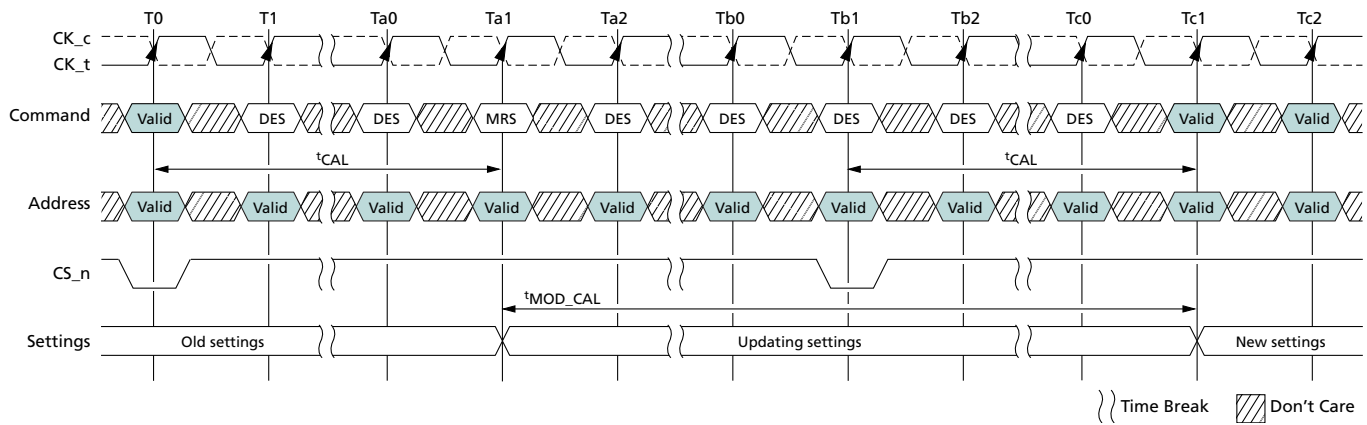 T0 T1 Ta0 Ta1 Ta2 Tb0 Tb1 Tb2 Tc0 Tc1 Tc2
CK_c
CK_t
Command Valid DES DES MRS DES DES DES DES DES Valid Valid
tCAL tCAL
Address Valid Valid Valid Valid Valid Valid Valid Valid Valid Valid Valid
CS_n
tMOD_CAL
Settings Old settings Updating settings New settings
Time Break Don't Care